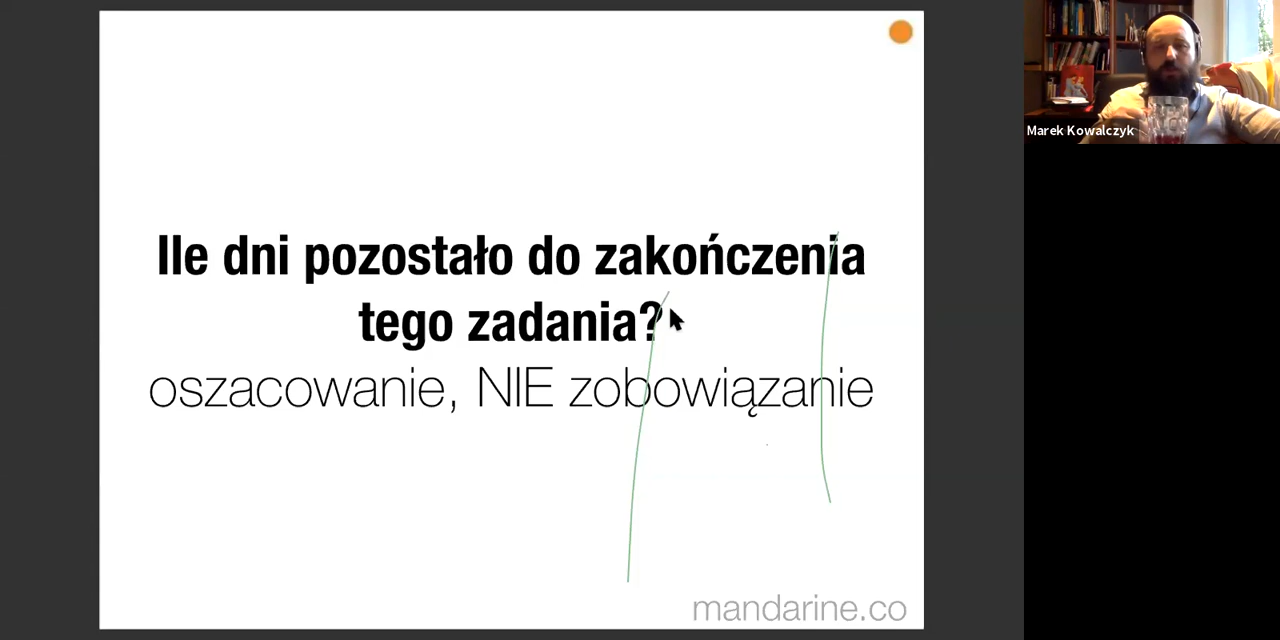 Ile dni pozostało do zakończenia
tego zadania?
oszacowanie, NIE zobowiązanie
mandarine.co
Marek Kowalczyk